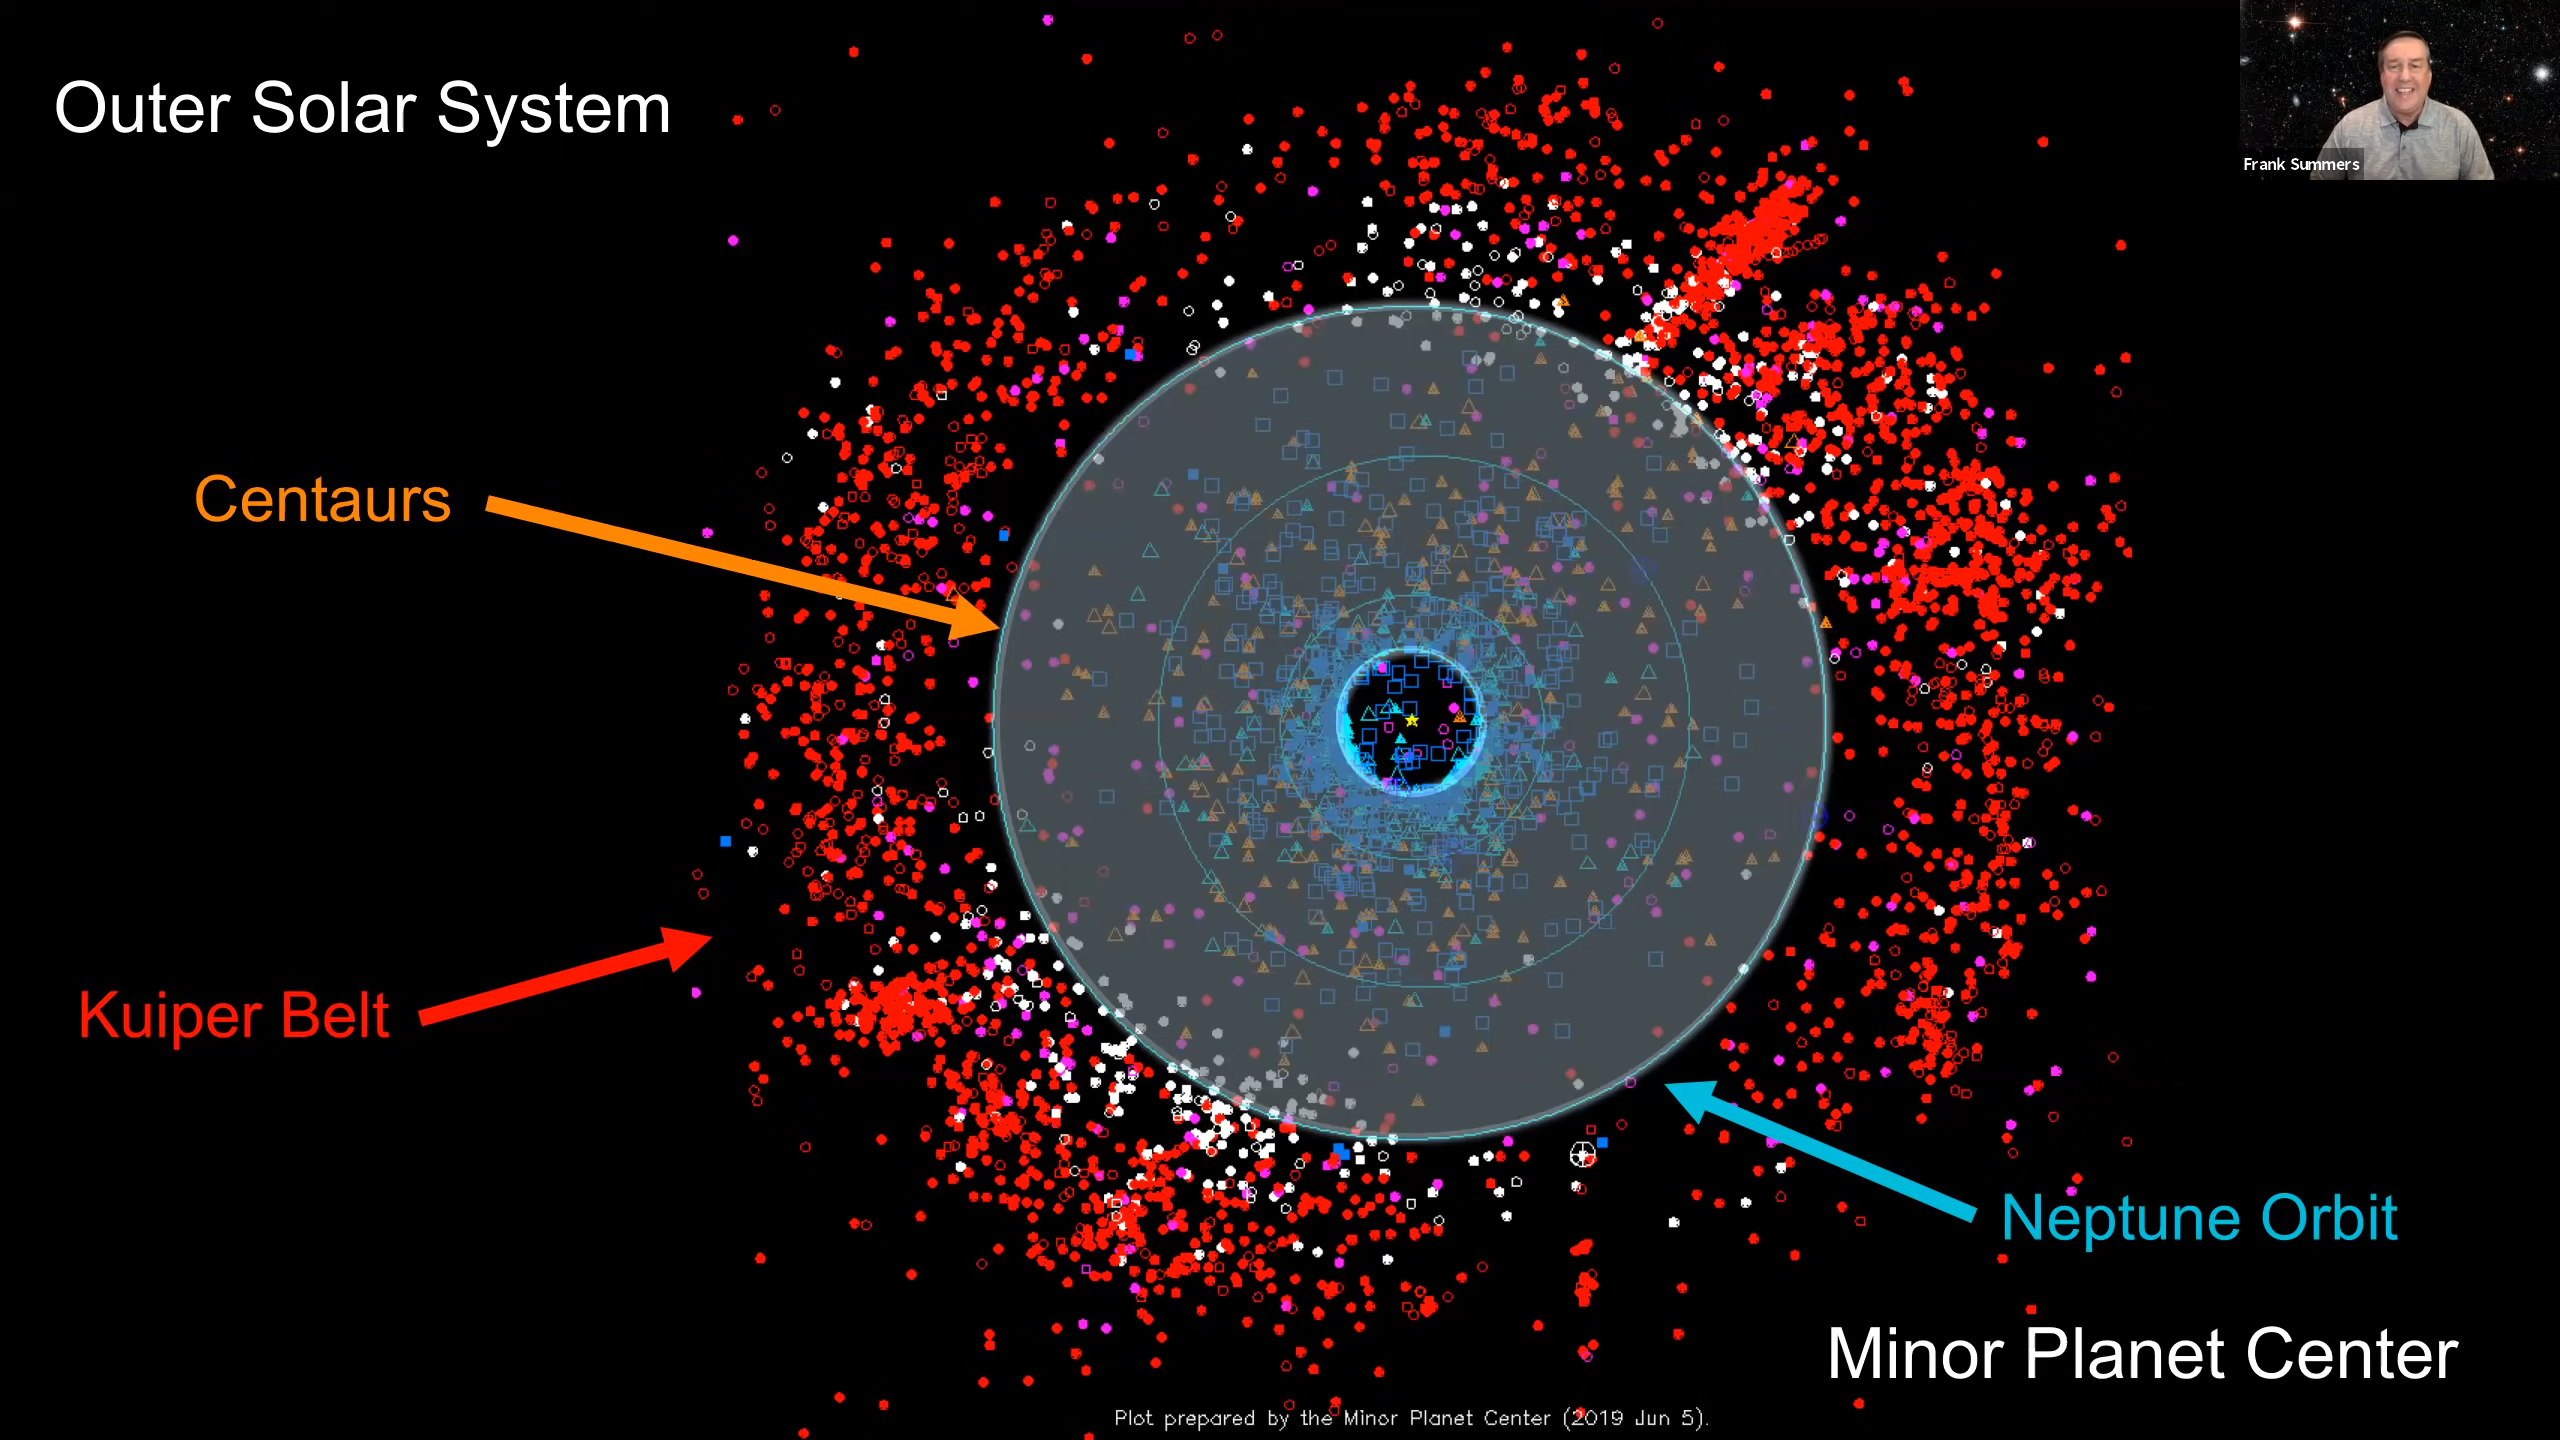 Outer Solar System
Frank Summers
Centaurs
Kuiper Belt
Neptune Orbit
Minor Planet Center
Plot prepared by the Minor Planet Center (2019 Jun 5).